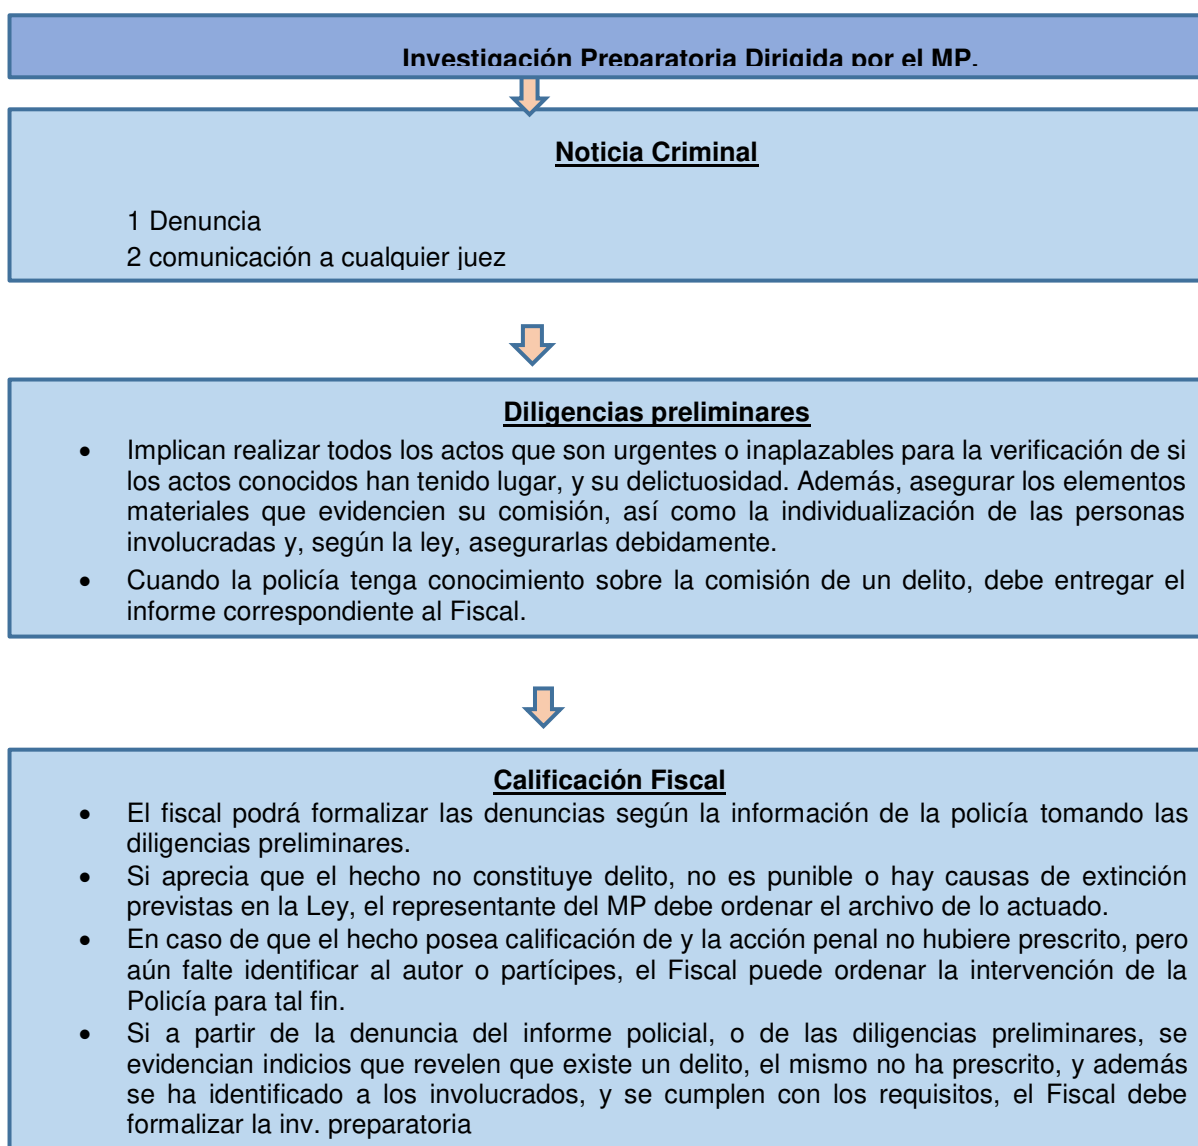 Investigación Preparatoria Dirigida por el MP.
Noticia Criminal
1 Denuncia
2 comunicación a cualquier juez
Diligencias preliminares
• Implican realizar todos los actos que son urgentes o inaplazables para la verificación de si
los actos conocidos han tenido lugar, y su delictuosidad. Además, asegurar los elementos
materiales que evidencien su comisión, así como la individualización de las personas
involucradas y, según la ley, asegurarlas debidamente.
• Cuando la policía tenga conocimiento sobre la comisión de un delito, debe entregar el
informe correspondiente al Fiscal.
Calificación Fiscal
• El fiscal podrá formalizar las denuncias según la información de la policía tomando las
diligencias preliminares.
• Si aprecia que el hecho no constituye delito, no es punible o hay causas de extinción
previstas en la Ley, el representante del MP debe ordenar el archivo de lo actuado.
• En caso de que el hecho posea calificación de y la acción penal no hubiere prescrito, pero
aún falte identificar al autor o partícipes, el Fiscal puede ordenar la intervención de la
Policía para tal fin.
• Si a partir de la denuncia del informe policial, o de las diligencias preliminares, se
evidencian indicios que revelen que existe un delito, el mismo no ha prescrito, y además
se ha identificado a los involucrados, y se cumplen con los requisitos, el Fiscal debe
formalizar la inv. preparatoria